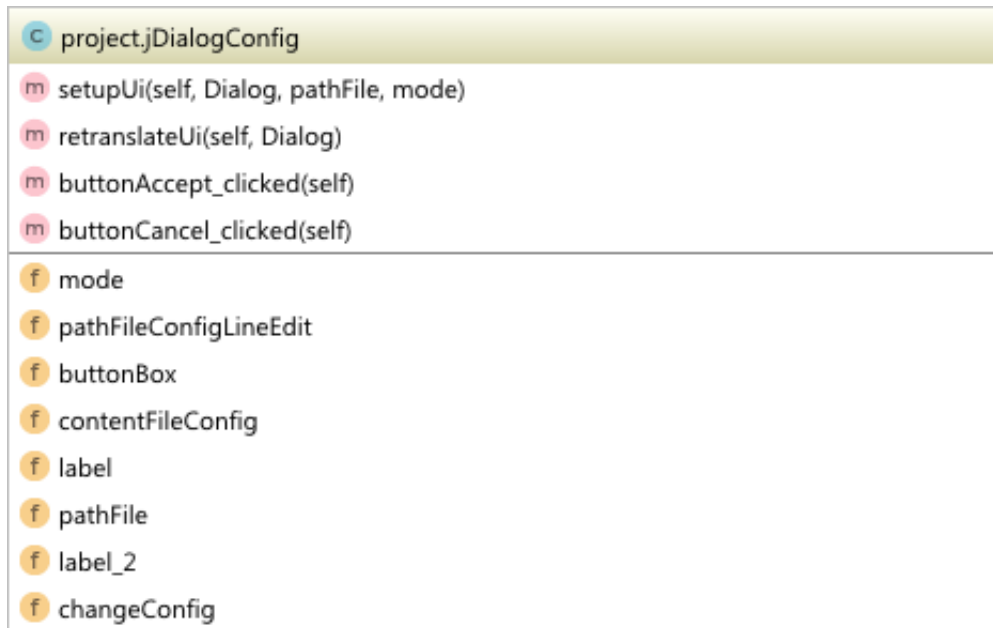 C project.jDialogConfig
m setupUi(self, Dialog, pathFile, mode)
m retranslateUi(self, Dialog)
m buttonAccept_clicked(self)
m buttonCancel_clicked(self)
f mode
f pathFileConfigLineEdit
f buttonBox
f contentFileConfig
f label
f pathFile
f label_2
f changeConfig